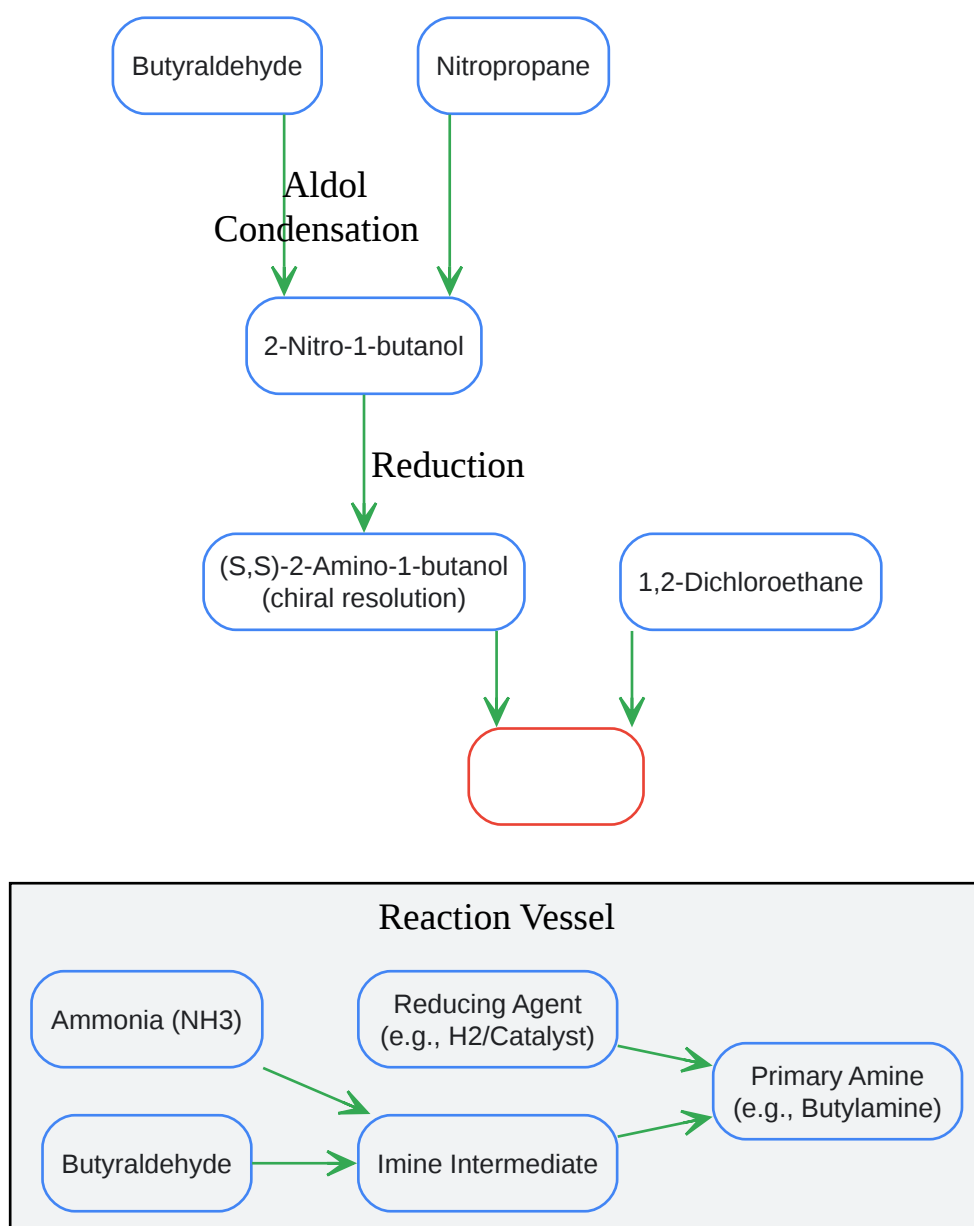 Butyraldehyde
Nitropropane
Aldol
Condensation
2-Nitro-1-butanol
Reduction
(S,S)-2-Amino-1-butanol
(chiral resolution)
1,2-Dichloroethane
Reaction Vessel
Ammonia (NH3)
Reducing Agent
(e.g., H2/Catalyst)
Primary Amine
(e.g., Butylamine)
Butyraldehyde
Imine Intermediate